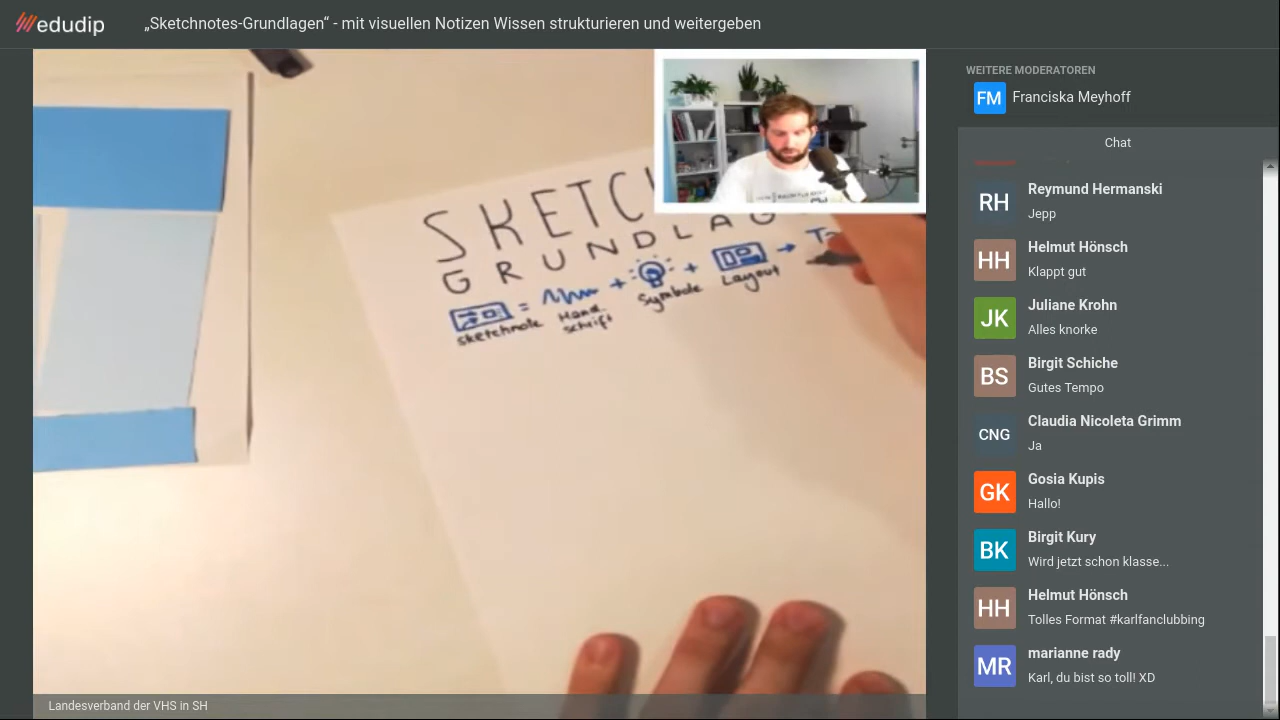 edudip
„Sketchnotes-Grundlagen“ - mit visuellen Notizen Wissen strukturieren und weitergeben
SKETC
GRUNDLAG
= + + → T
sketchnote Hand- Symbole Layout
schrift
Landesverband der VHS in SH
WEITERE MODERATOREN
FM Franciska Meyhoff
Chat
RH Reymund Hermanski
Jepp
HH Helmut Hönsch
Klappt gut
JK Juliane Krohn
Alles knorke
BS Birgit Schiche
Gutes Tempo
CNG Claudia Nicoleta Grimm
Ja
GK Gosia Kupis
Hallo!
BK Birgit Kury
Wird jetzt schon klasse...
HH Helmut Hönsch
Tolles Format #karlfanclubbing
MR marianne rady
Karl, du bist so toll! XD